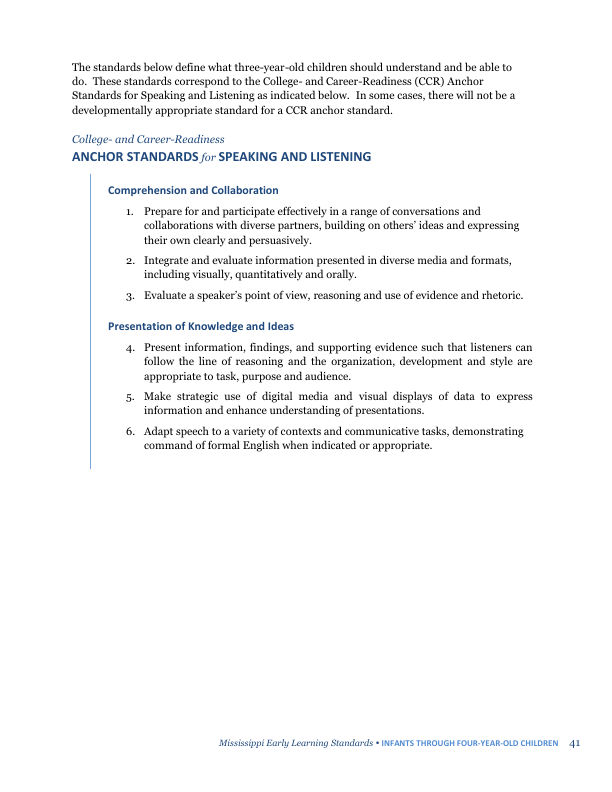 The standards below define what three-year-old children should understand and be able to
do.  These standards correspond to the College- and Career-Readiness (CCR) Anchor
Standards for Speaking and Listening as indicated below.  In some cases, there will not be a
developmentally appropriate standard for a CCR anchor standard.
College- and Career-Readiness
ANCHOR STANDARDS for SPEAKING AND LISTENING
Comprehension and Collaboration
1. Prepare for and participate effectively in a range of conversations and
collaborations with diverse partners, building on others’ ideas and expressing
their own clearly and persuasively.
2. Integrate and evaluate information presented in diverse media and formats,
including visually, quantitatively and orally.
3. Evaluate a speaker’s point of view, reasoning and use of evidence and rhetoric.
Presentation of Knowledge and Ideas
4. Present information, findings, and supporting evidence such that listeners can
follow the line of reasoning and the organization, development and style are
appropriate to task, purpose and audience.
5. Make strategic use of digital media and visual displays of data to express
information and enhance understanding of presentations.
6. Adapt speech to a variety of contexts and communicative tasks, demonstrating
command of formal English when indicated or appropriate.
Mississippi Early Learning Standards • INFANTS THROUGH FOUR-YEAR-OLD CHILDREN 41